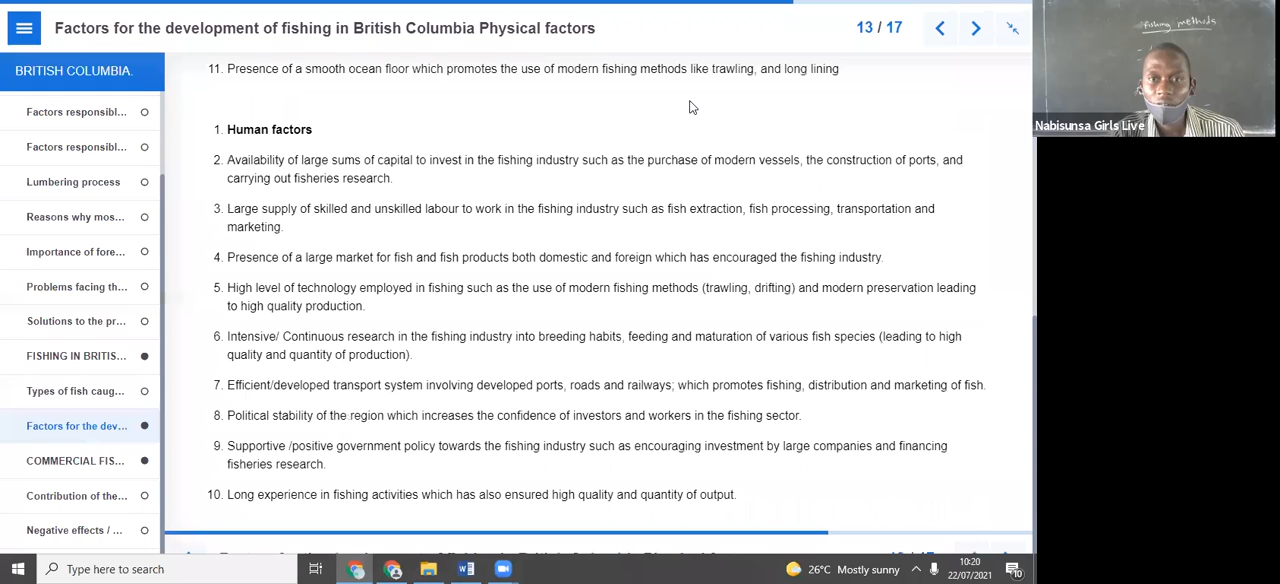 Factors for the development of fishing in British Columbia Physical factors
13 / 17
fishing methods
Nabisunsa Girls Live
BRITISH COLUMBIA.
Factors responsibl...
Factors responsibl...
Lumbering process
Reasons why mos...
Importance of fore...
Problems facing th...
Solutions to the pr...
FISHING IN BRITIS...
Types of fish caug...
Factors for the dev...
COMMERCIAL FIS...
Contribution of the...
Negative effects / ...
11. Presence of a smooth ocean floor which promotes the use of modern fishing methods like trawling, and long lining
1. Human factors
2. Availability of large sums of capital to invest in the fishing industry such as the purchase of modern vessels, the construction of ports, and
carrying out fisheries research.
3. Large supply of skilled and unskilled labour to work in the fishing industry such as fish extraction, fish processing, transportation and
marketing.
4. Presence of a large market for fish and fish products both domestic and foreign which has encouraged the fishing industry.
5. High level of technology employed in fishing such as the use of modern fishing methods (trawling, drifting) and modern preservation leading
to high quality production.
6. Intensive/ Continuous research in the fishing industry into breeding habits, feeding and maturation of various fish species (leading to high
quality and quantity of production).
7. Efficient/developed transport system involving developed ports, roads and railways; which promotes fishing, distribution and marketing of fish.
8. Political stability of the region which increases the confidence of investors and workers in the fishing sector.
9. Supportive /positive government policy towards the fishing industry such as encouraging investment by large companies and financing
fisheries research.
10. Long experience in fishing activities which has also ensured high quality and quantity of output.
Type here to search
26°C Mostly sunny
10:20
22/07/2021
10